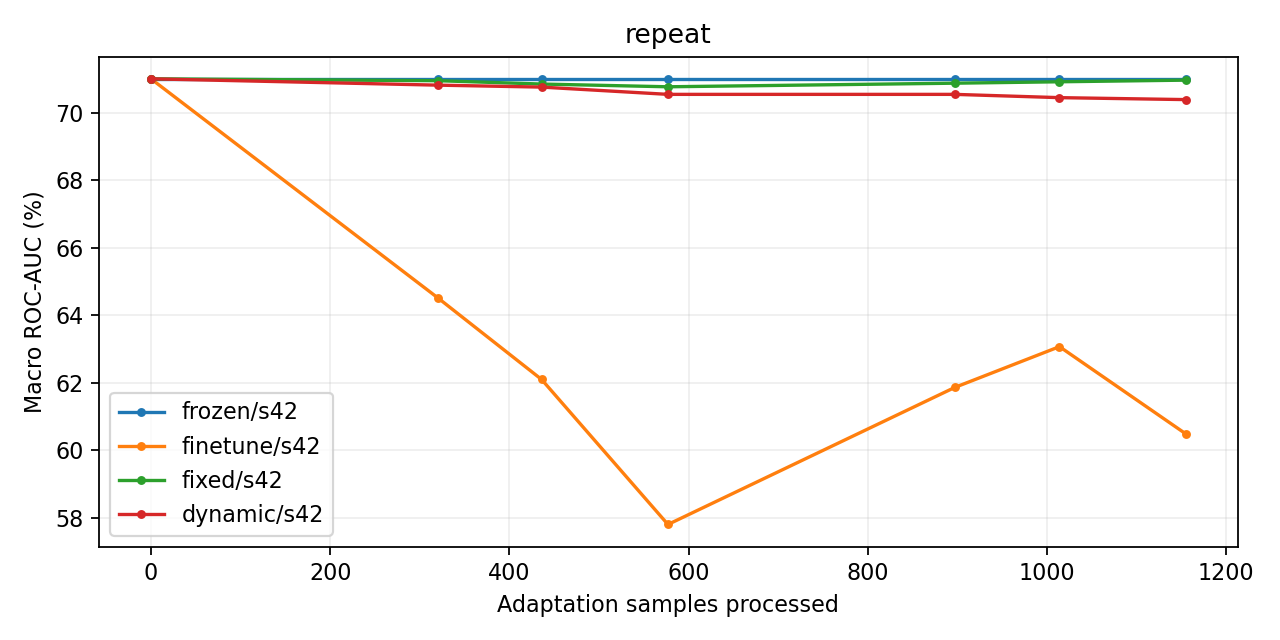 repeat
Macro ROC-AUC (%)
70
68
66
64
62
60
58
frozen/s42
finetune/s42
fixed/s42
dynamic/s42
0 200 400 600 800 1000 1200
Adaptation samples processed